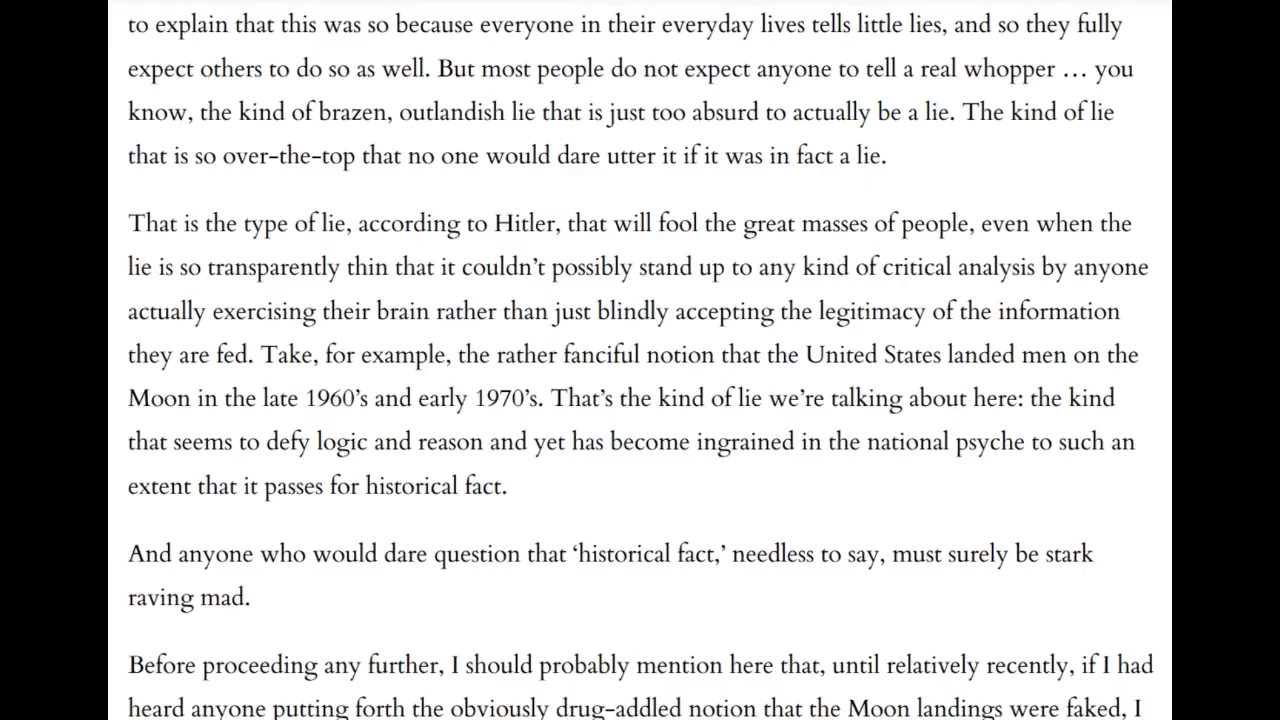 to explain that this was so because everyone in their everyday lives tells little lies, and so they fully
expect others to do so as well. But most people do not expect anyone to tell a real whopper … you
know, the kind of brazen, outlandish lie that is just too absurd to actually be a lie. The kind of lie
that is so over-the-top that no one would dare utter it if it was in fact a lie.
That is the type of lie, according to Hitler, that will fool the great masses of people, even when the
lie is so transparently thin that it couldn’t possibly stand up to any kind of critical analysis by anyone
actually exercising their brain rather than just blindly accepting the legitimacy of the information
they are fed. Take, for example, the rather fanciful notion that the United States landed men on the
Moon in the late 1960’s and early 1970’s. That’s the kind of lie we’re talking about here: the kind
that seems to defy logic and reason and yet has become ingrained in the national psyche to such an
extent that it passes for historical fact.
And anyone who would dare question that ‘historical fact,’ needless to say, must surely be stark
raving mad.
Before proceeding any further, I should probably mention here that, until relatively recently, if I had
heard anyone putting forth the obviously drug-addled notion that the Moon landings were faked, I